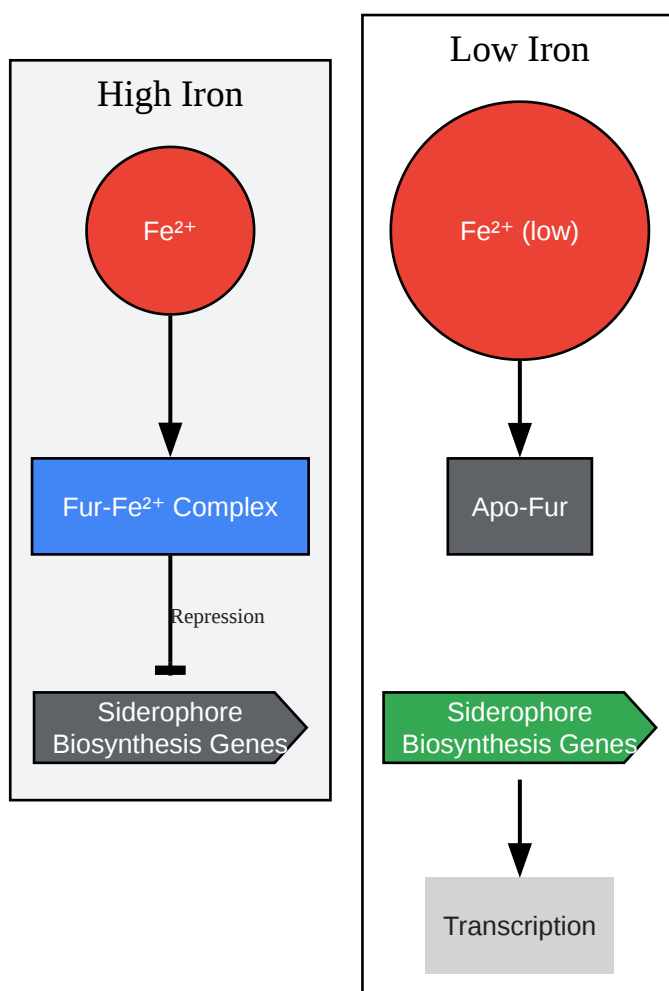 High Iron
Fe²⁺
Fur-Fe²⁺ Complex
Repression
Siderophore
Biosynthesis Genes
Low Iron
Fe²⁺ (low)
Apo-Fur
Siderophore
Biosynthesis Genes
Transcription